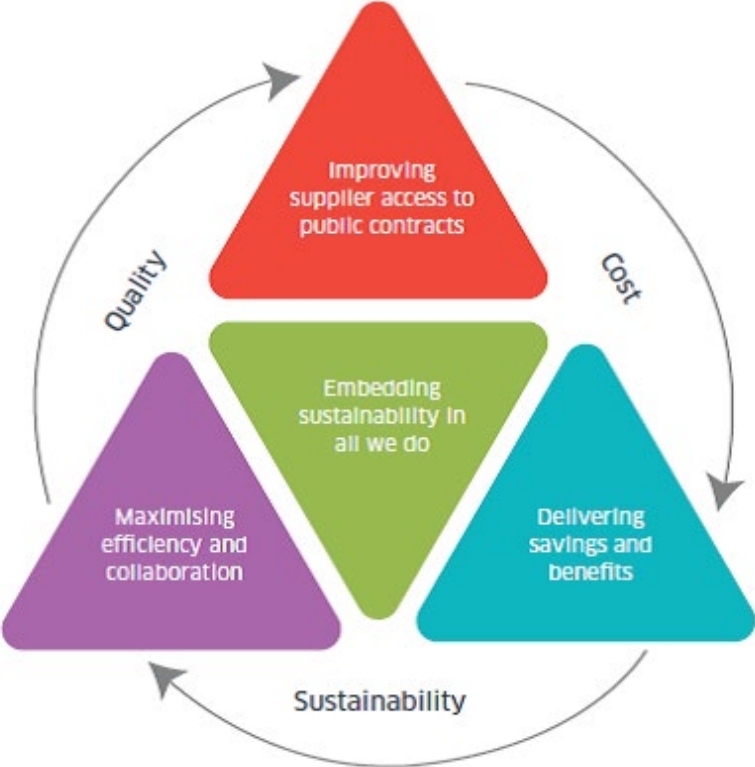 Improving
supplier access to
public contracts
Quality
Cost
Embedding
sustainability in
all we do
Maximising
efficiency and
collaboration
Delivering
savings and
benefits
Sustainability